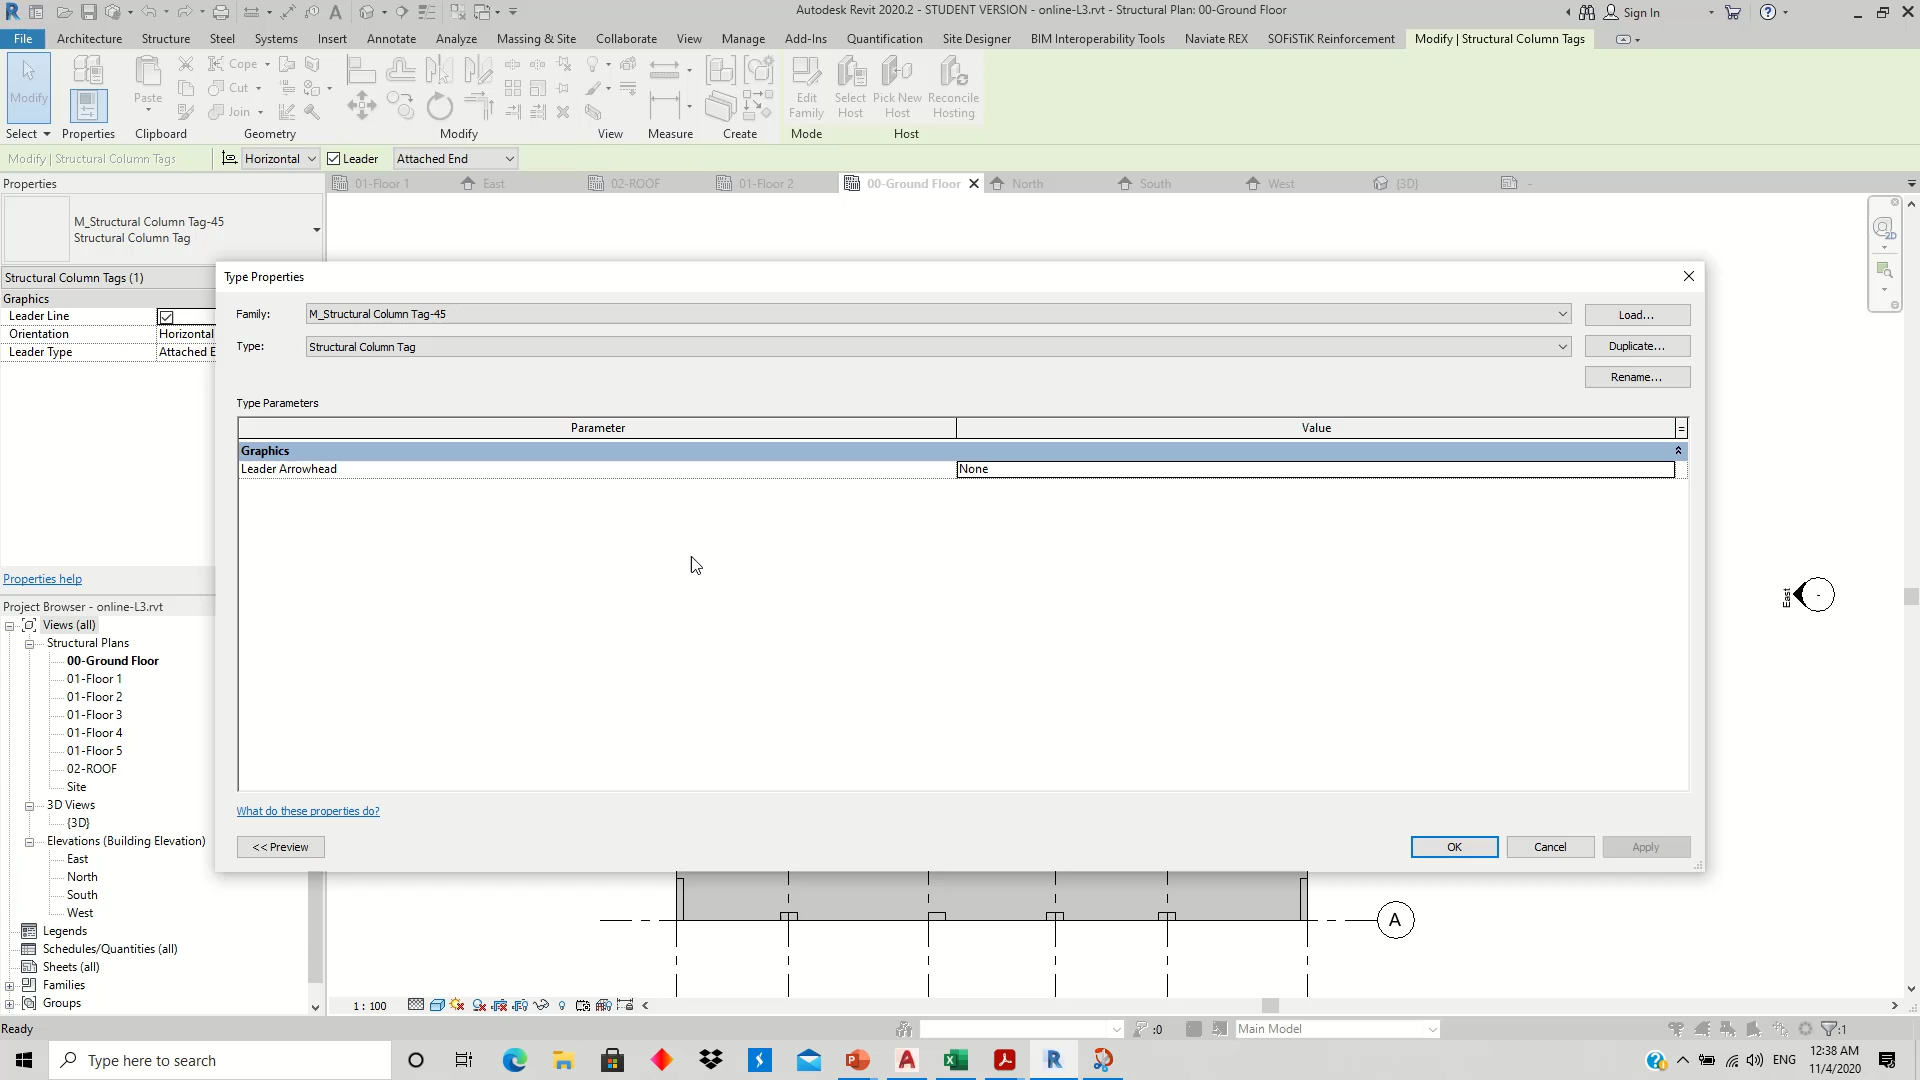 Autodesk Revit 2020.2 - STUDENT VERSION - online-L3.rvt - Structural Plan: 00-Ground Floor
Sign In
File Architecture Structure Steel Systems Insert Annotate Analyze Massing & Site Collaborate View Manage Add-Ins Quantification Site Designer BIM Interoperability Tools Naviate REX SOFiSTiK Reinforcement Modify | Structural Column Tags
Cope
Cut
Join
Modify
Paste
Edit Family
Select Host
Pick New Host
Reconcile Hosting
Select Properties Clipboard Geometry Modify View Measure Create Mode Host
Modify | Structural Column Tags Horizontal Leader Attached End
Properties
01-Floor 1 East 02-ROOF 01-Floor 2 00-Ground Floor North South West {3D} -
M_Structural Column Tag-45
Structural Column Tag
2D
Structural Column Tags (1)
Graphics
Leader Line
Orientation Horizontal
Leader Type Attached E
Properties help
Type Properties
Family: M_Structural Column Tag-45 Load...
Type: Structural Column Tag Duplicate...
Rename...
Type Parameters
Parameter Value =
Graphics
Leader Arrowhead None
What do these properties do?
<< Preview OK Cancel Apply
East -
A
Project Browser - online-L3.rvt
Views (all)
Structural Plans
00-Ground Floor
01-Floor 1
01-Floor 2
01-Floor 3
01-Floor 4
01-Floor 5
02-ROOF
Site
3D Views
{3D}
Elevations (Building Elevation)
East
North
South
West
Legends
Schedules/Quantities (all)
Sheets (all)
Families
Groups
1 : 100
Ready :0 Main Model :1
Type here to search
ENG
12:38 AM
11/4/2020